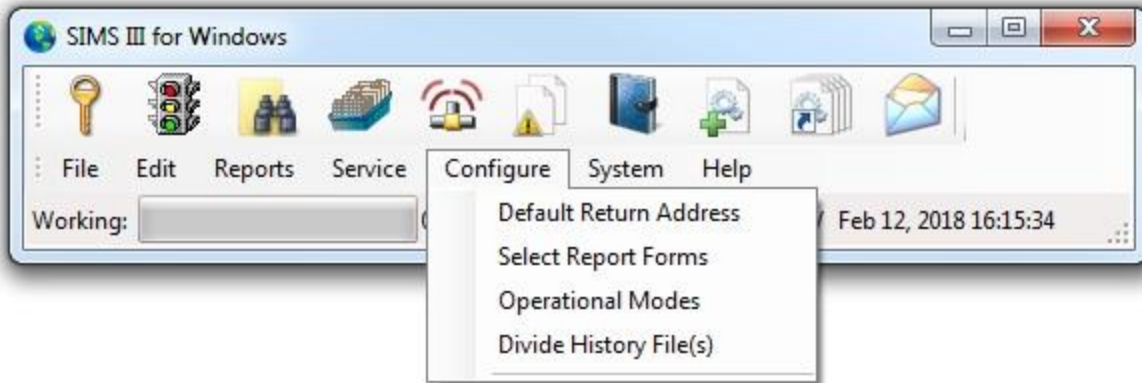 SIMS III for Windows
File Edit Reports Service Configure System Help
Working: Feb 12, 2018 16:15:34
Default Return Address
Select Report Forms
Operational Modes
Divide History File(s)